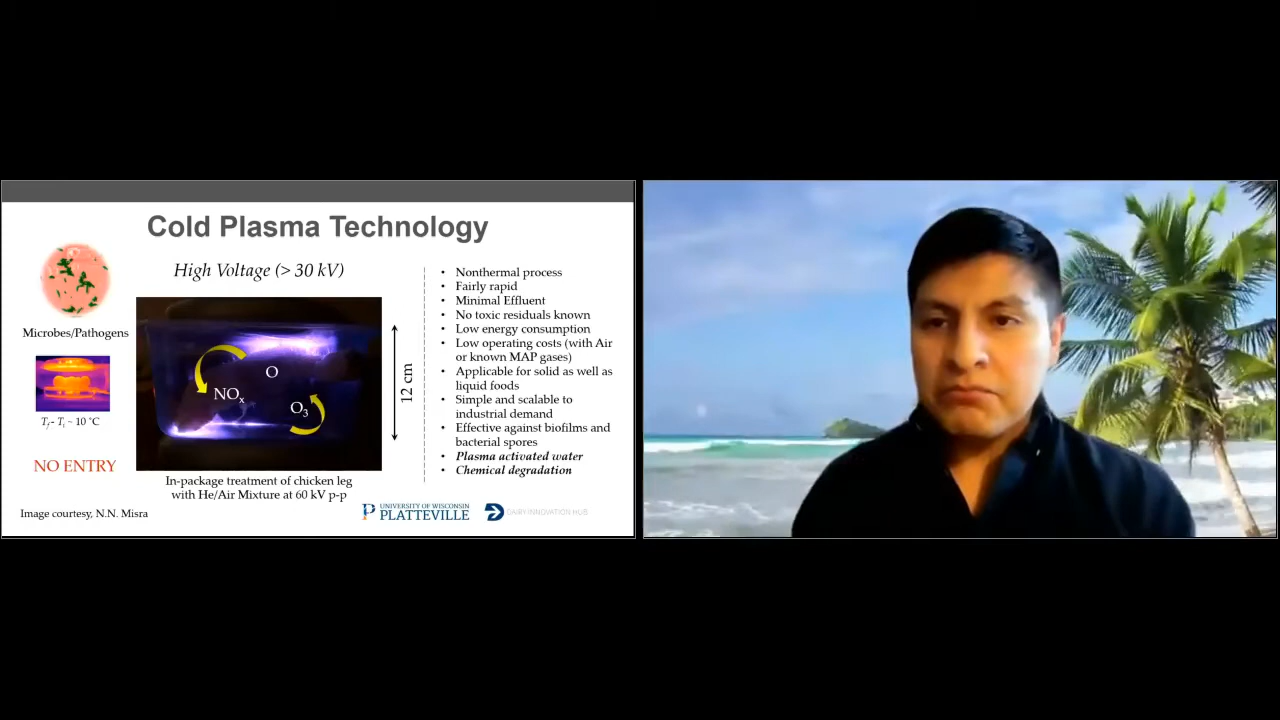 Cold Plasma Technology
High Voltage (> 30 kV)
Microbes/Pathogens
Tf - Ti ~ 10 °C
NO ENTRY
O
NOx
O3
12 cm
In-package treatment of chicken leg
with He/Air Mixture at 60 kV p-p
Image courtesy, N.N. Misra
• Nonthermal process
• Fairly rapid
• Minimal Effluent
• No toxic residuals known
• Low energy consumption
• Low operating costs (with Air
or known MAP gases)
• Applicable for solid as well as
liquid foods
• Simple and scalable to
industrial demand
• Effective against biofilms and
bacterial spores
• Plasma activated water
• Chemical degradation
UNIVERSITY OF WISCONSIN
PLATTEVILLE
DAIRY INNOVATION HUB